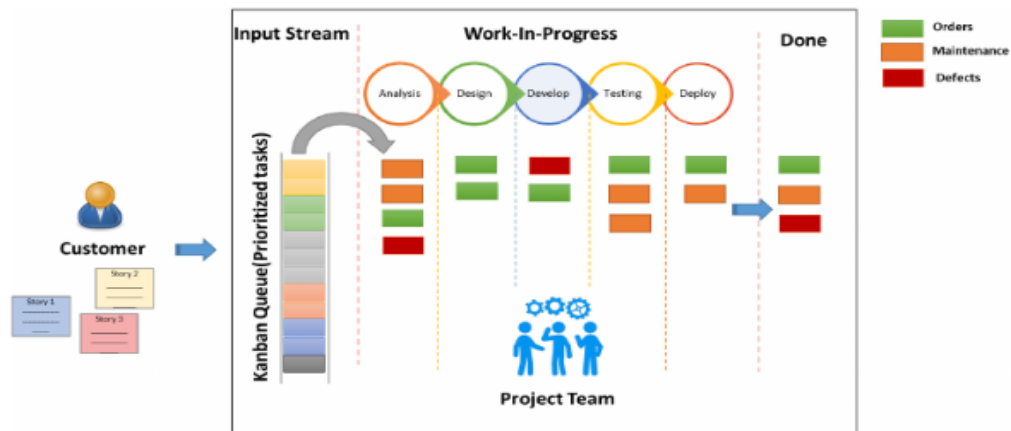 Input Stream
Work-In-Progress
Done
Orders
Maintenance
Defects
Analysis
Design
Develop
Testing
Deploy
Kanban Queue(Prioritized tasks)
Customer
Story 1
Story 2
Story 3
Project Team